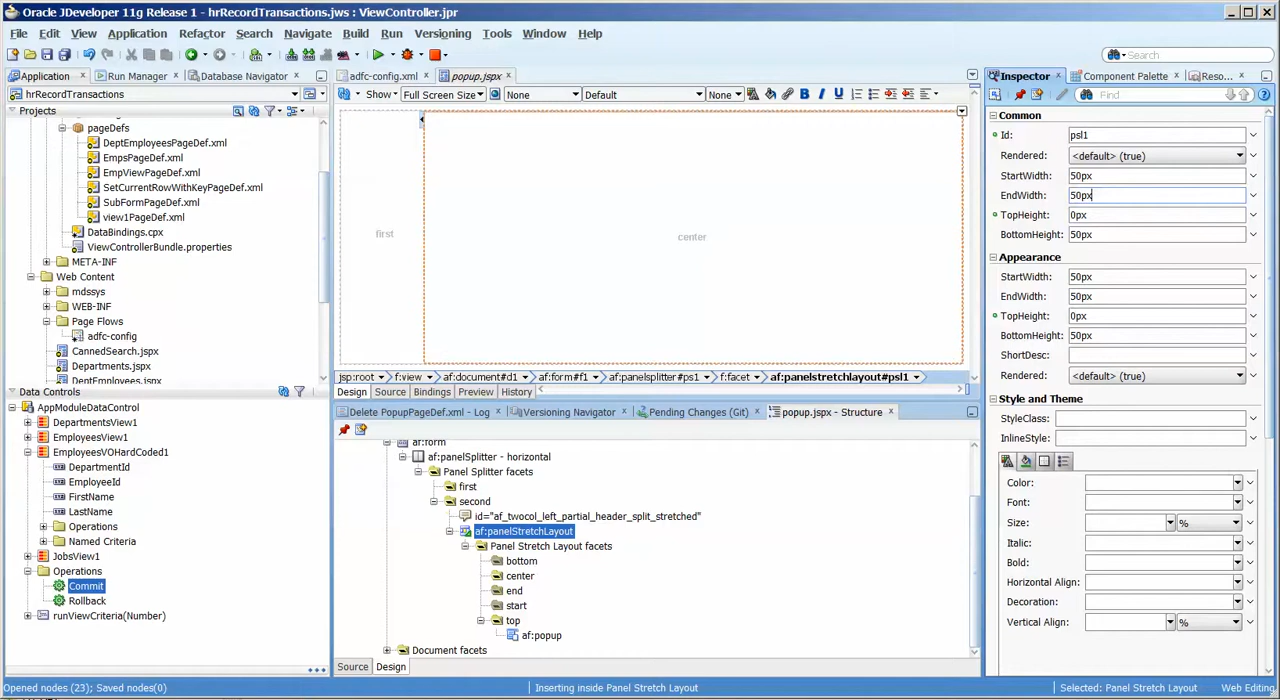 Oracle JDeveloper 11g Release 1 - hrRecordTransactions.jws : ViewController.jpr
File Edit View Application Refactor Search Navigate Build Run Versioning Tools Window Help
Search
Application Run Manager Database Navigator
hrRecordTransactions
Projects
pageDefs
DeptEmployeesPageDef.xml
EmpsPageDef.xml
EmpViewPageDef.xml
SetCurrentRowWithKeyPageDef.xml
SubFormPageDef.xml
view1PageDef.xml
DataBindings.cpx
ViewControllerBundle.properties
META-INF
Web Content
mdssys
WEB-INF
Page Flows
adfc-config
CannedSearch.jspx
Departments.jspx
DeptEmployees.jspx
Data Controls
AppModuleDataControl
DepartmentsView1
EmployeesView1
EmployeesVOHardCoded1
DepartmentId
EmployeeId
FirstName
LastName
Operations
Named Criteria
JobsView1
Operations
Commit
Rollback
runViewCriteria(Number)
adfc-config.xml popup.jspx
Show Full Screen Size None Default None B I U
first
center
jsp:root f:view af:document#d1 af:form#f1 af:panelsplitter#ps1 f:facet af:panelstretchlayout#psl1
Design Source Bindings Preview History
Delete PopupPageDef.xml - Log Versioning Navigator Pending Changes (Git) popup.jspx - Structure
af:form
af:panelSplitter - horizontal
Panel Splitter facets
first
second
id="af_twocol_left_partial_header_split_stretched"
af:panelStretchLayout
Panel Stretch Layout facets
bottom
center
end
start
top
af:popup
Document facets
Source Design
Inspector Component Palette Reso...
Find
Common
Id: psl1
Rendered: <default> (true)
StartWidth: 50px
EndWidth: 50px
TopHeight: 0px
BottomHeight: 50px
Appearance
StartWidth: 50px
EndWidth: 50px
TopHeight: 0px
BottomHeight: 50px
ShortDesc:
Rendered: <default> (true)
Style and Theme
StyleClass:
InlineStyle:
Color:
Font:
Size: %
Italic:
Bold:
Horizontal Align:
Decoration:
Vertical Align: %
Opened nodes (23); Saved nodes(0) Inserting inside Panel Stretch Layout Selected: Panel Stretch Layout Web Editing